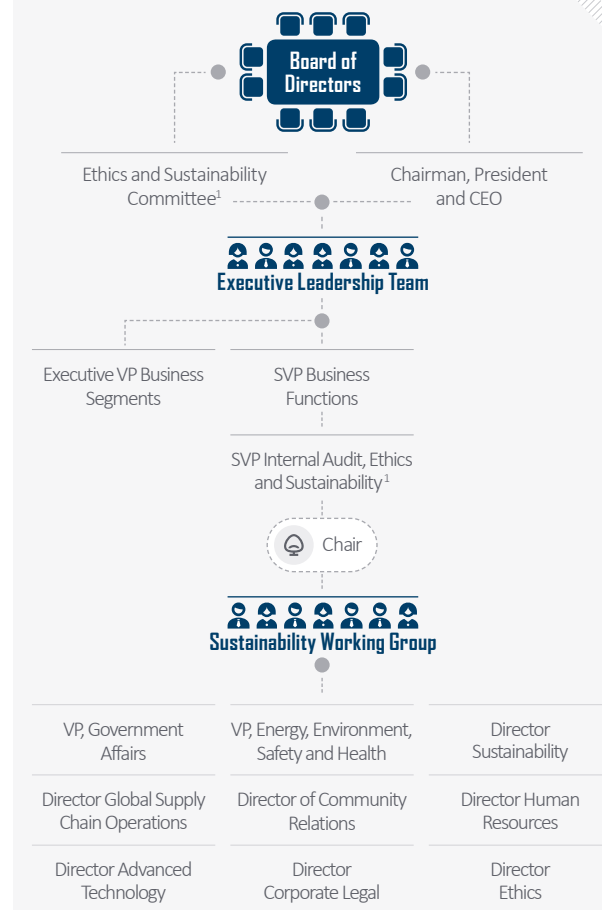 Board of
Directors
Ethics and Sustainability
Committee1
Chairman, President
and CEO
Executive Leadership Team
Executive VP Business
Segments
SVP Business
Functions
SVP Internal Audit, Ethics
and Sustainability1
Chair
Sustainability Working Group
VP, Government
Affairs
VP, Energy, Environment,
Safety and Health
Director
Sustainability
Director Global Supply
Chain Operations
Director of Community
Relations
Director Human
Resources
Director Advanced
Technology
Director
Corporate Legal
Director
Ethics